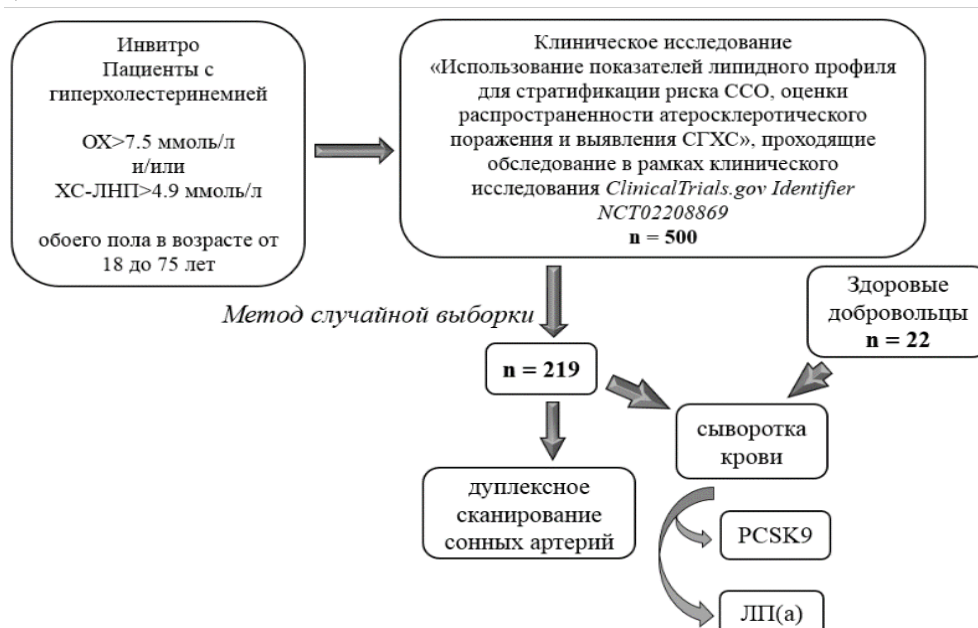 Инвитро
Пациенты с
гиперхолестеринемией
ОХ>7.5 ммоль/л
и/или
ХС-ЛНП>4.9 ммоль/л
обоего пола в возрасте от
18 до 75 лет
Клиническое исследование
«Использование показателей липидного профиля
для стратификации риска ССО, оценки
распространенности атеросклеротического
поражения и выявления СГХС», проходящие
обследование в рамках клинического
исследования ClinicalTrials.gov Identifier
NCT02208869
n = 500
Метод случайной выборки
Здоровые
добровольцы
n = 22
n = 219
сыворотка
крови
дуплексное
сканирование
сонных артерий
PCSK9
ЛП(а)